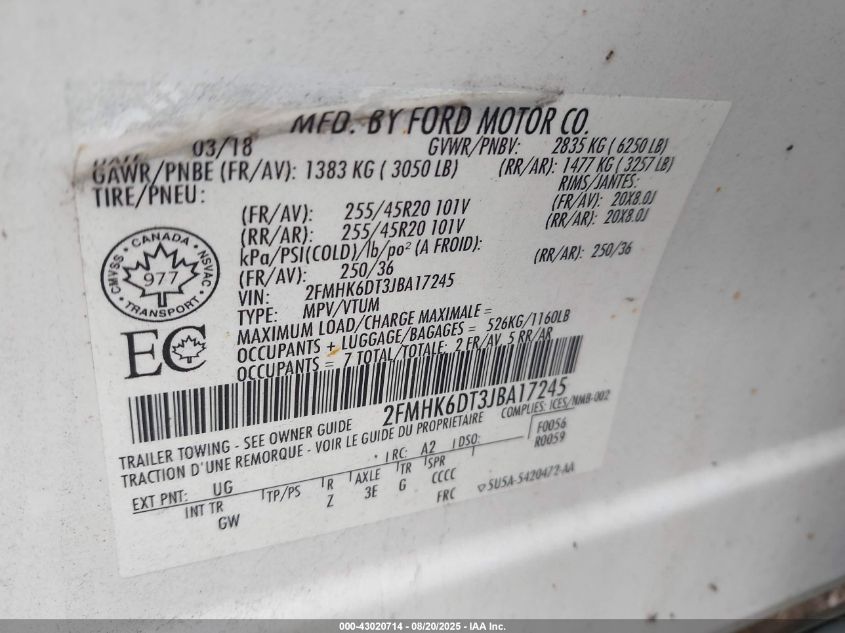 MFD. BY FORD MOTOR CO.
03/18 GVWR/PNBV: 2835 KG ( 6250 LB)
GAWR/PNBE (FR/AV): 1383 KG ( 3050 LB) (RR/AR): 1477 KG ( 3257 LB)
TIRE/PNEU: RIMS/JANTES:
(FR/AV): 255/45R20 101V (FR/AV): 20X8.0J
(RR/AR): 255/45R20 101V (RR/AR): 20X8.0J
kPa/PSI(COLD)/lb/po² (A FROID):
(FR/AV): 250/36 (RR/AR): 250/36
VIN: 2FMHK6DT3JBA17245
TYPE: MPV/VTUM
MAXIMUM LOAD/CHARGE MAXIMALE =
OCCUPANTS + LUGGAGE/BAGAGES = 526KG/1160LB
OCCUPANTS = 7 TOTAL/TOTALE: 2 FR/AV, 5 RR/AR
CANADA
CMVSS 977 NSVAC
TRANSPORT
EC
2FMHK6DT3JBA17245
COMPLIES: ICES/NMB-002
TRAILER TOWING - SEE OWNER GUIDE
TRACTION D'UNE REMORQUE - VOIR LE GUIDE DU PROPRIETAIRE
F0056
R0059
EXT PNT: UG RC: A2 DSO:
INT TR TP/PS R AXLE TR SPR
GW Z 3E G CCCC
FRC 5U5A-5420472-AA
000-43020714 - 08/20/2025 - IAA Inc.